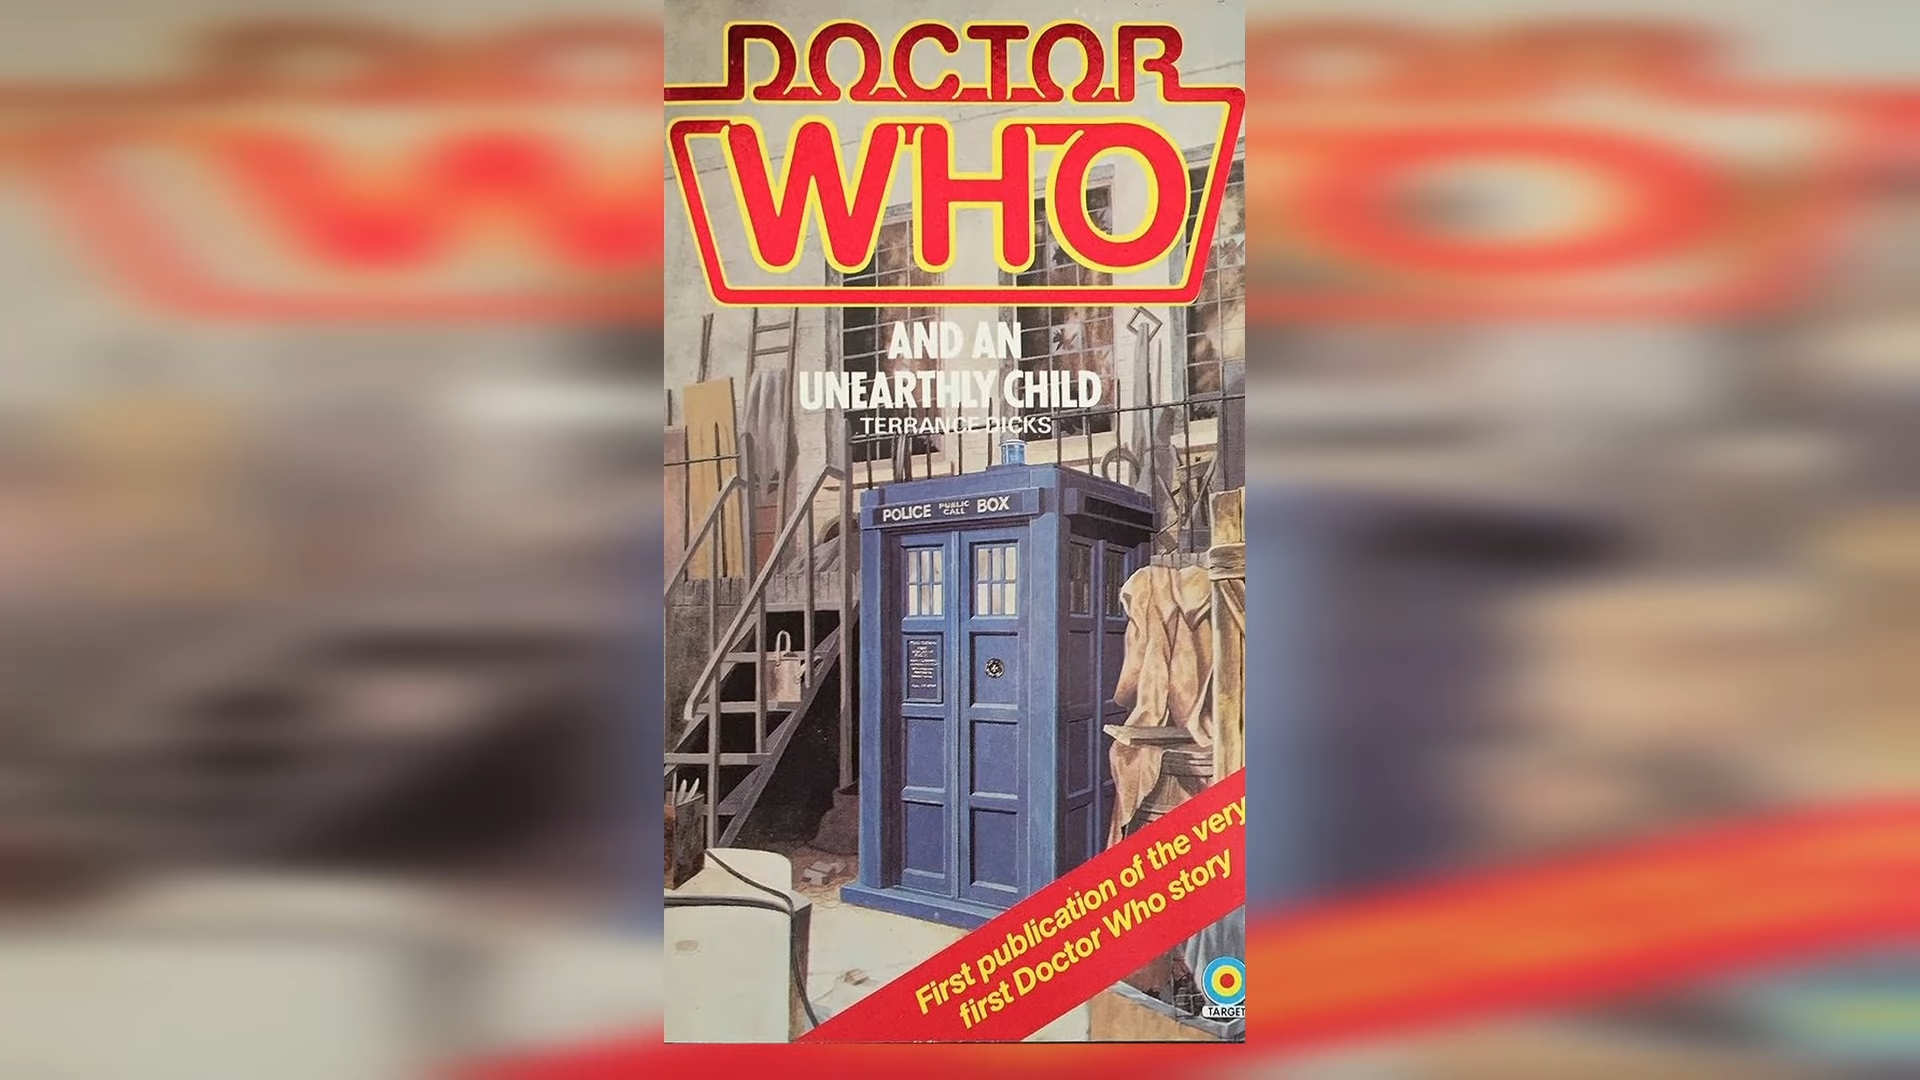 DOCTOR
WHO
AND AN
UNEARTHLY CHILD
TERRANCE DICKS
POLICE PUBLIC CALL BOX
First publication of the very
first Doctor Who story
TARGET